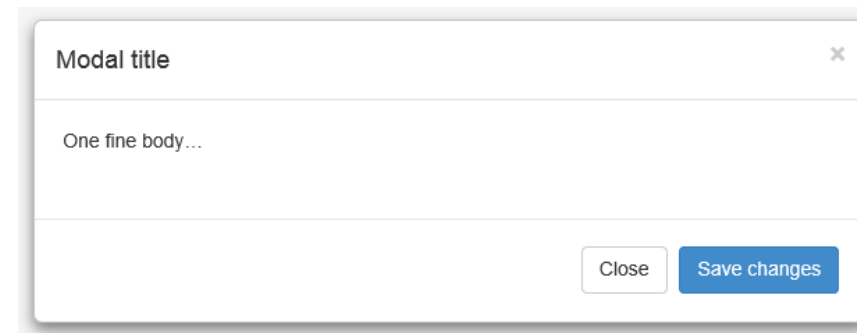 Modal title ×
One fine body…
Close Save changes